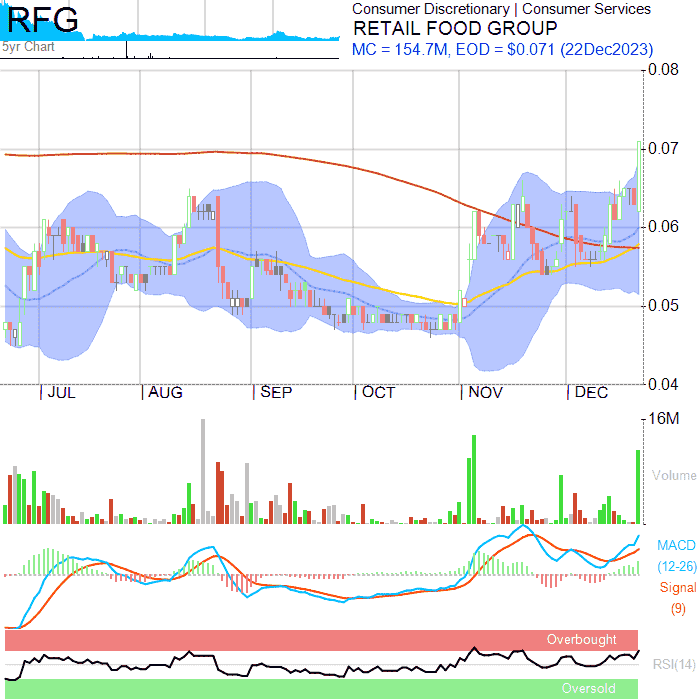 RFG
5yr Chart
Consumer Discretionary | Consumer Services
RETAIL FOOD GROUP
MC = 154.7M, EOD = $0.071 (22Dec2023)
0.08
0.07
0.06
0.05
0.04
JUL AUG SEP OCT NOV DEC
16M
Volume
MACD
(12-26)
Signal
(9)
Overbought
RSI(14)
Oversold